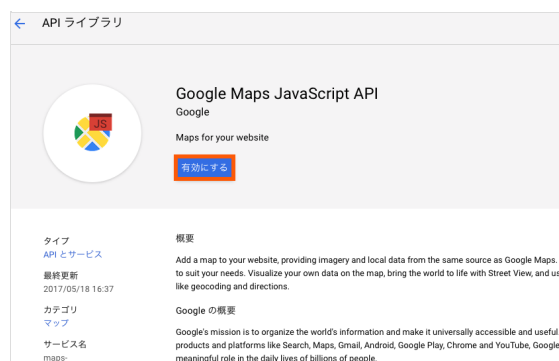 ← API ライブラリ
JS
Google Maps JavaScript API
Google
Maps for your website
有効にする
タイプ
API とサービス
最終更新
2017/05/18 16:37
カテゴリ
マップ
サービス名
maps-
概要
Add a map to your website, providing imagery and local data from the same source as Google Maps.
to suit your needs. Visualize your own data on the map, bring the world to life with Street View, and
like geocoding and directions.
Google の概要
Google's mission is to organize the world's information and make it universally accessible and useful.
products and platforms like Search, Maps, Gmail, Android, Google Play, Chrome and YouTube, Google
meaningful role in the daily lives of billions of people.